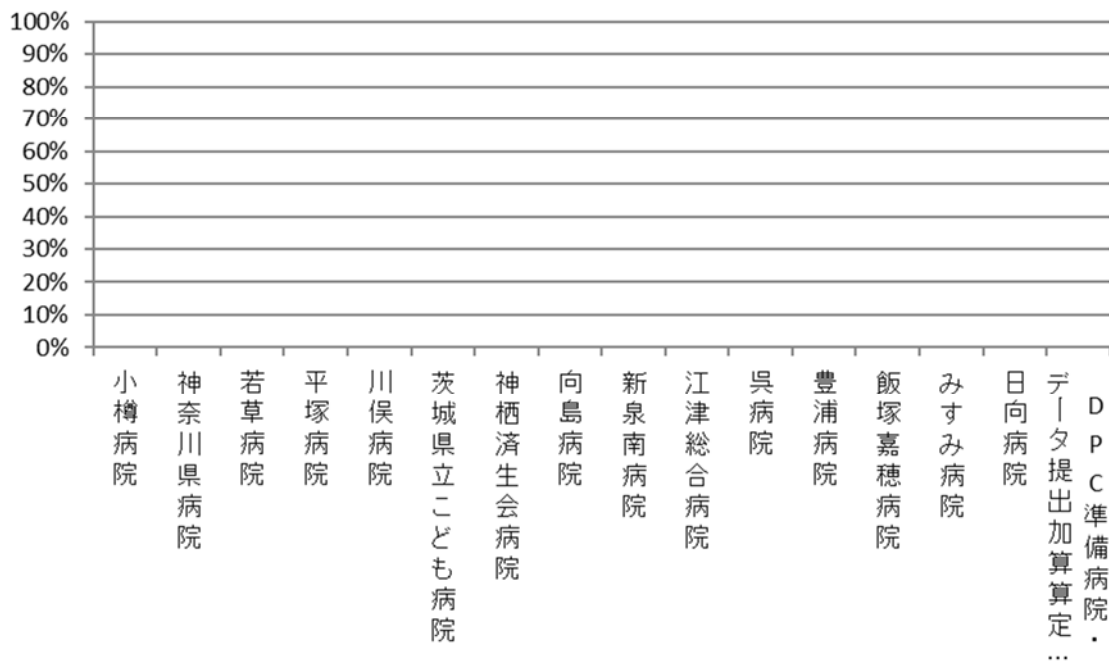 100%
90%
80%
70%
60%
50%
40%
30%
20%
10%
0%
小樽病院
神奈川県病院
若草病院
平塚病院
川俣病院
茨城県立こども病院
神栖済生会病院
向島病院
新泉南病院
江津総合病院
呉病院
豊浦病院
飯塚嘉穂病院
みすみ病院
日向病院
DPC準備病院・
データ提出加算算定…